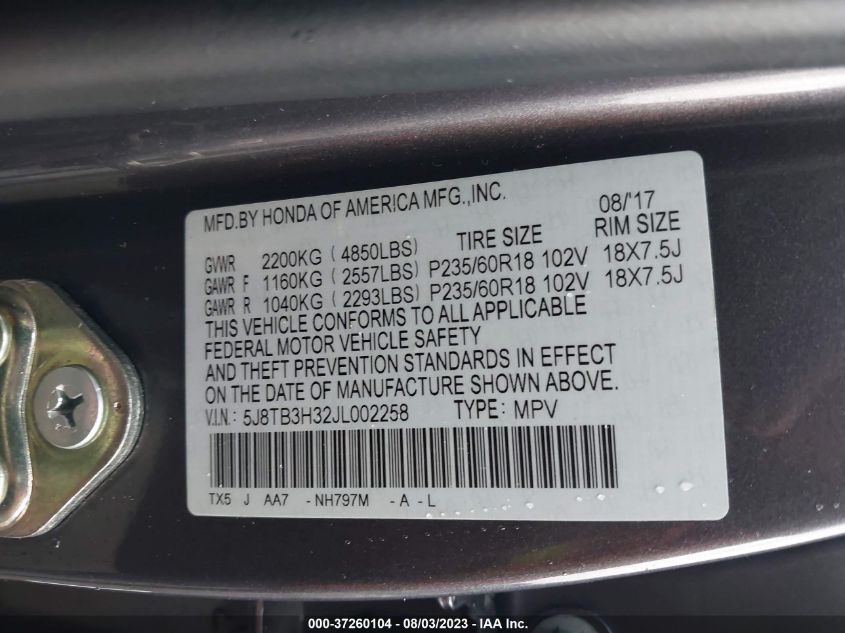 MFD.BY HONDA OF AMERICA MFG.,INC. 08/'17
GVWR 2200KG (4850LBS) TIRE SIZE RIM SIZE
GAWR F 1160KG (2557LBS) P235/60R18 102V 18X7.5J
GAWR R 1040KG (2293LBS) P235/60R18 102V 18X7.5J
THIS VEHICLE CONFORMS TO ALL APPLICABLE
FEDERAL MOTOR VEHICLE SAFETY
AND THEFT PREVENTION STANDARDS IN EFFECT
ON THE DATE OF MANUFACTURE SHOWN ABOVE.
V.I.N.: 5J8TB3H32JL002258 TYPE: MPV
TX5 J AA7 -NH797M -A -L
000-37260104 - 08/03/2023 - IAA Inc.